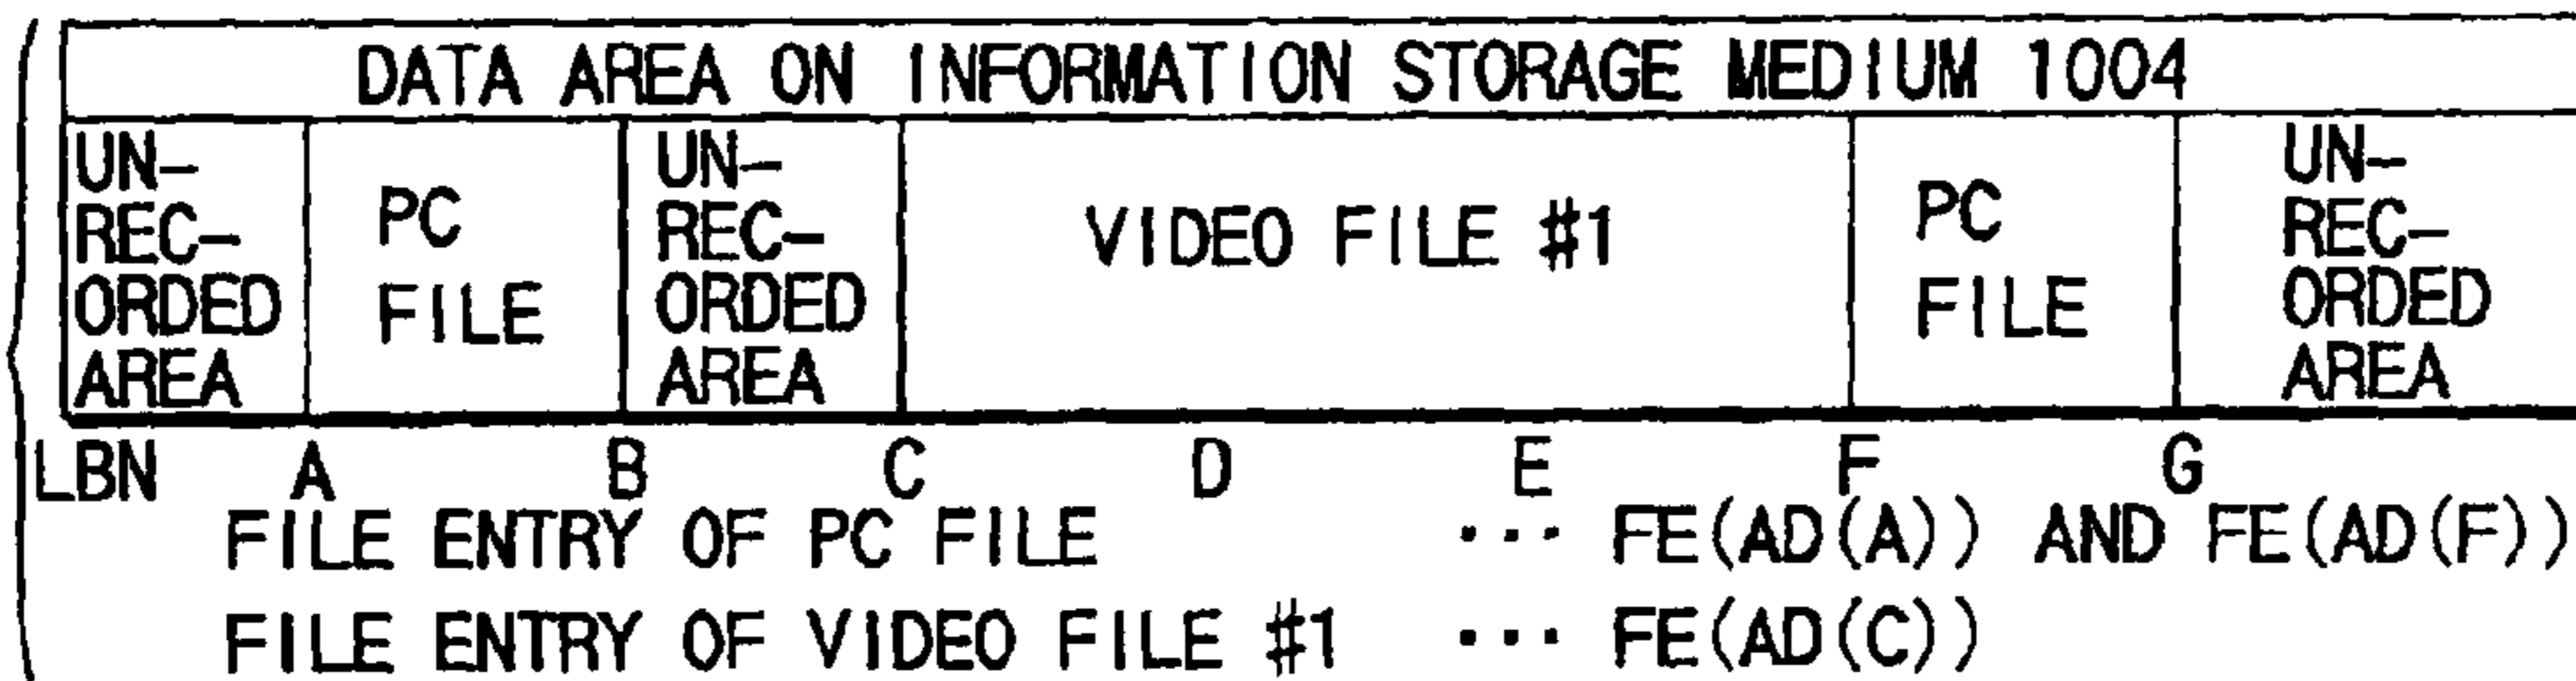 DATA AREA ON INFORMATION STORAGE MEDIUM 1004
UN-
REC-
ORDED
AREA
PC
FILE
UN-
REC-
ORDED
AREA
VIDEO FILE #1
PC
FILE
UN-
REC-
ORDED
AREA
LBN A B C D E F G
FILE ENTRY OF PC FILE ··· FE(AD(A)) AND FE(AD(F))
FILE ENTRY OF VIDEO FILE #1 ··· FE(AD(C))